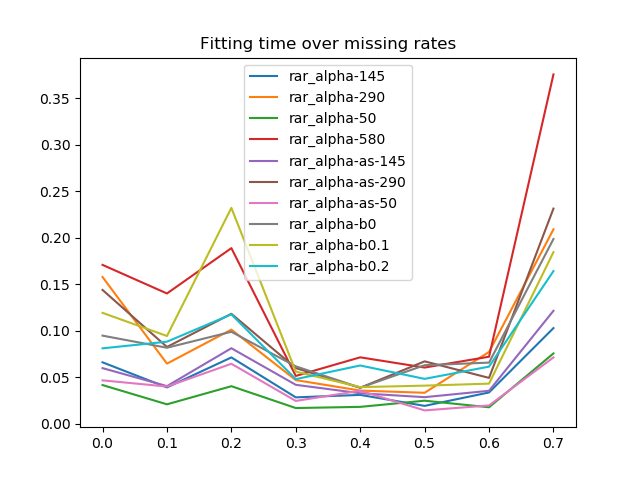 Fitting time over missing rates
rar_alpha-145
rar_alpha-290
rar_alpha-50
rar_alpha-580
rar_alpha-as-145
rar_alpha-as-290
rar_alpha-as-50
rar_alpha-b0
rar_alpha-b0.1
rar_alpha-b0.2
0.35
0.30
0.25
0.20
0.15
0.10
0.05
0.00
0.0 0.1 0.2 0.3 0.4 0.5 0.6 0.7